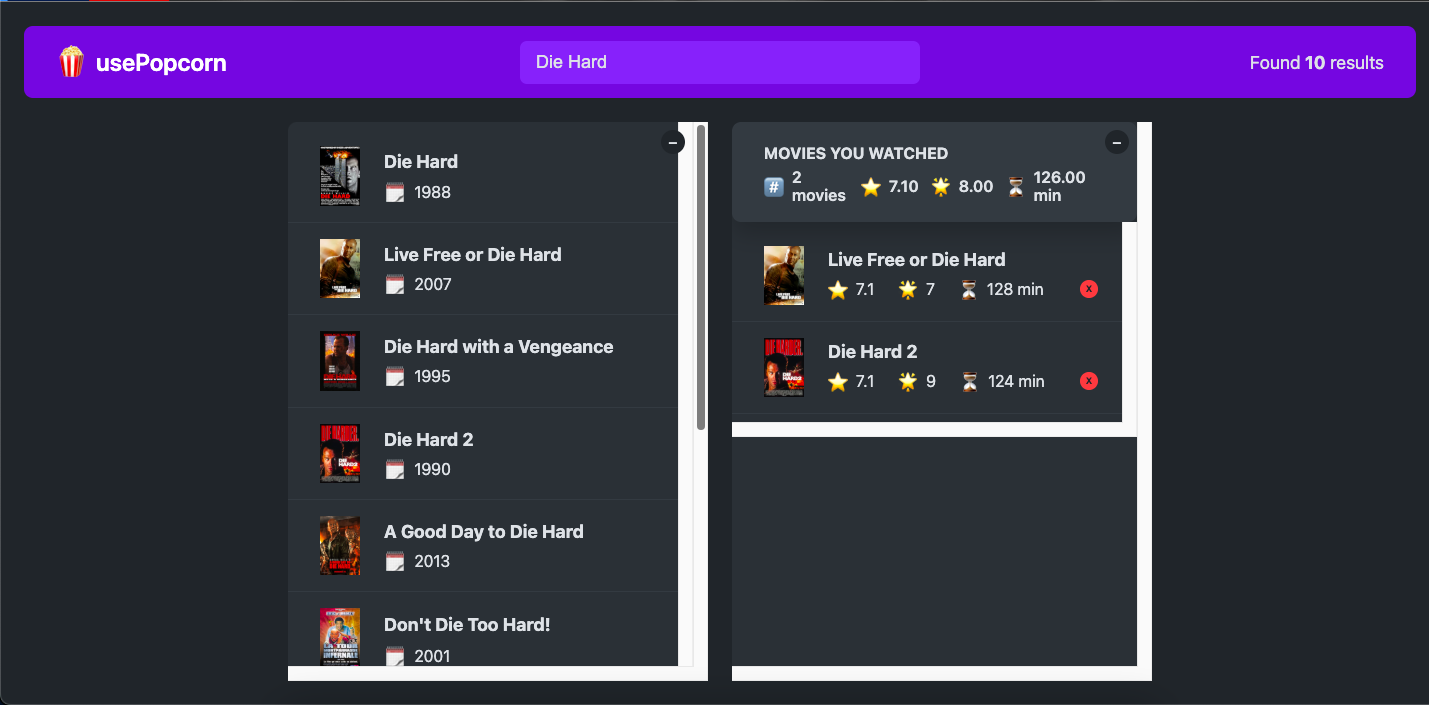 usePopcorn
Die Hard
Found 10 results
Die Hard
1988
Live Free or Die Hard
2007
Die Hard with a Vengeance
1995
Die Hard 2
1990
A Good Day to Die Hard
2013
Don't Die Too Hard!
2001
MOVIES YOU WATCHED
# 2 movies 7.10 8.00 126.00 min
Live Free or Die Hard
7.1 7 128 min X
Die Hard 2
7.1 9 124 min X